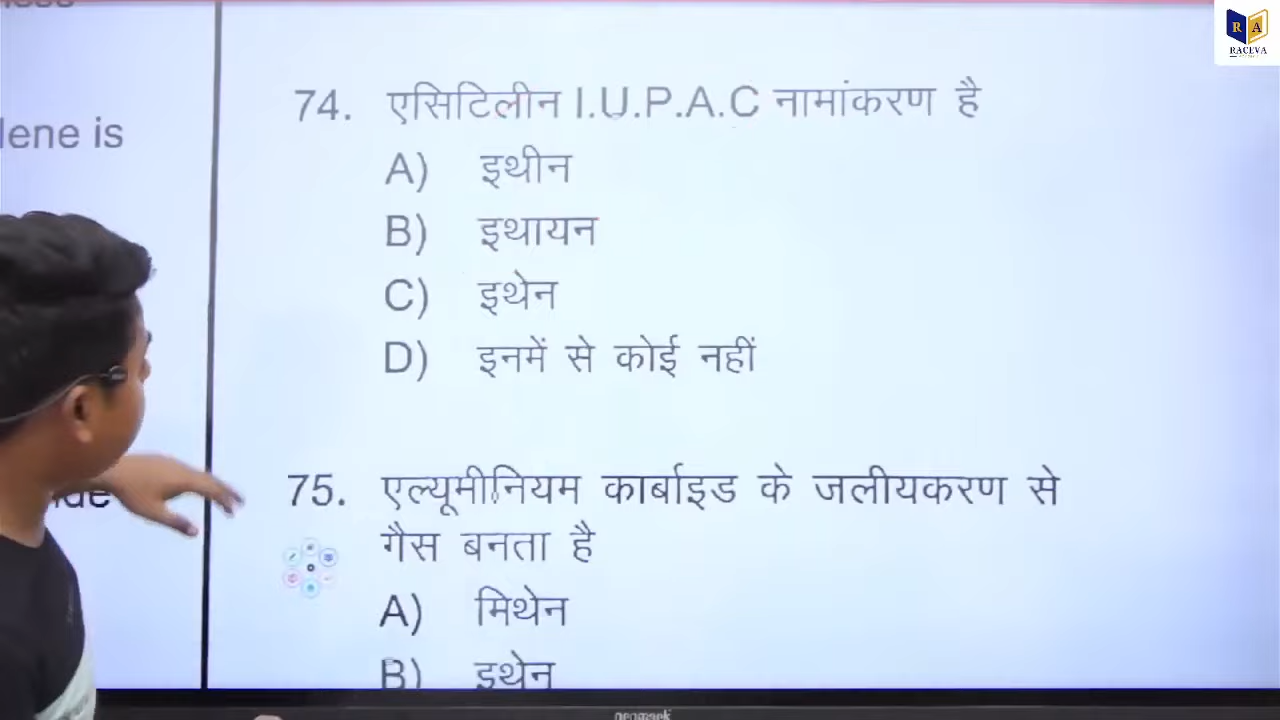 lene is
74. एसिटिलीन I.U.P.A.C नामांकरण है
A) इथीन
B) इथायन
C) इथेन
D) इनमें से कोई नहीं
75. एल्यूमीनियम कार्बाइड के जलीयकरण से
गैस बनता है
A) मिथेन
B) इथेन
RACEVA